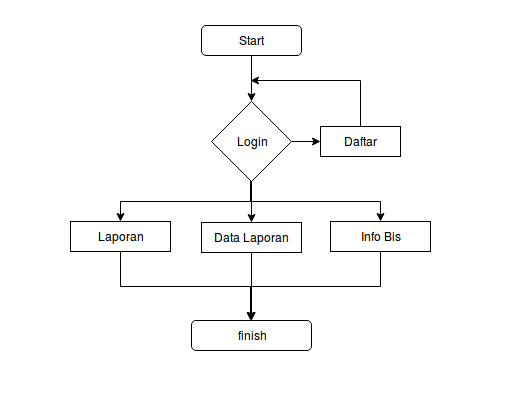 Start
Login
Daftar
Laporan
Data Laporan
Info Bis
finish